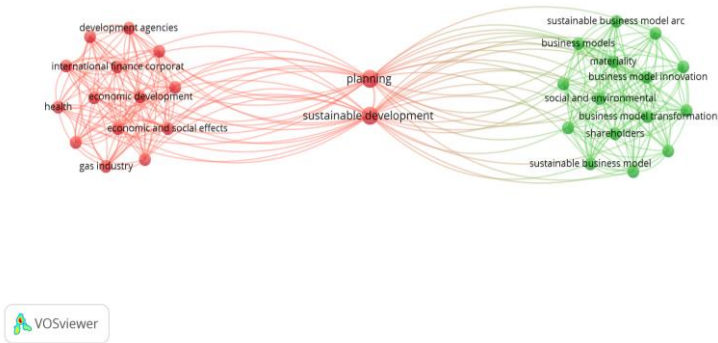 development agencies
international finance corporat
economic development
health
economic and social effects
gas industry
planning
sustainable development
sustainable business model arc
business models
materiality
business model innovation
social and environmental
business model transformation
shareholders
sustainable business model
VOSviewer